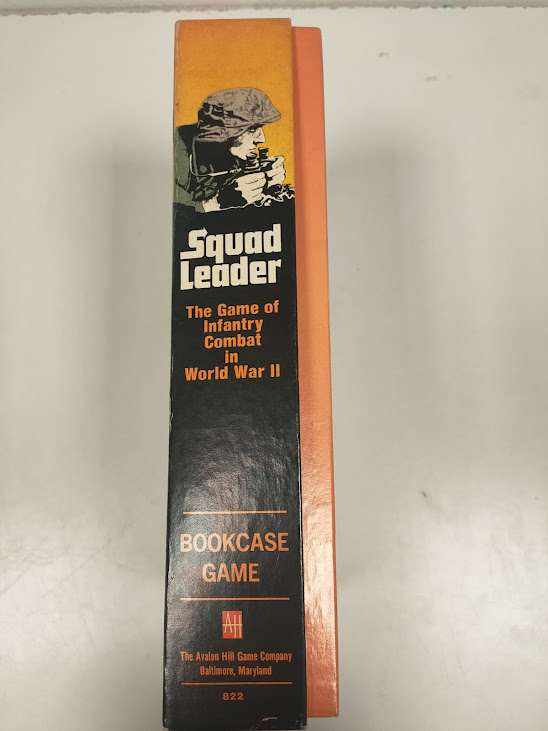 Squad
Leader
The Game of
Infantry
Combat
in
World War II
BOOKCASE
GAME
AH
The Avalon Hill Game Company
Baltimore, Maryland
822